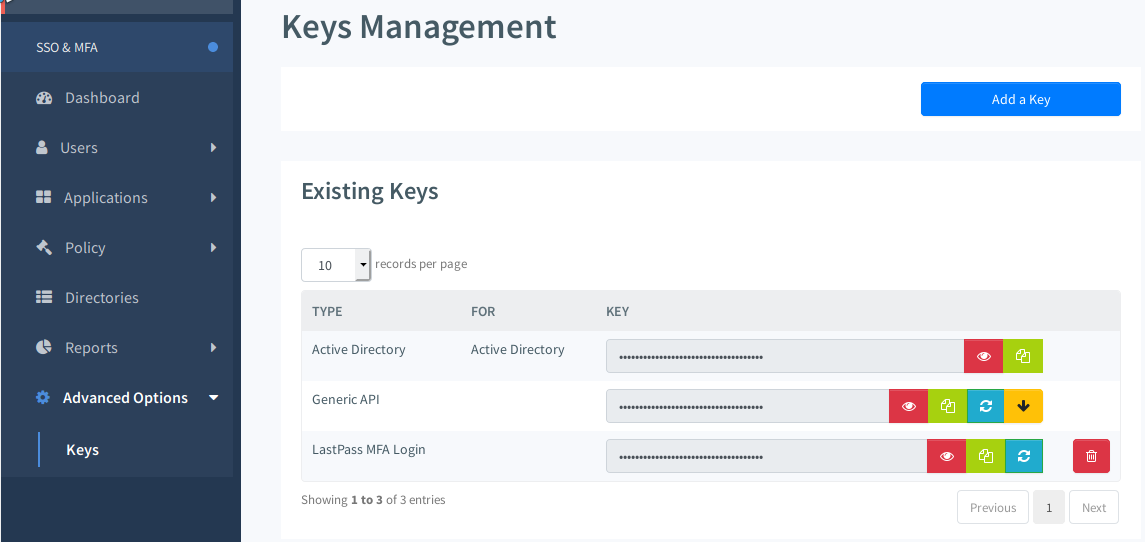 Keys Management
SSO & MFA
Dashboard
Users
Applications
Policy
Directories
Reports
Advanced Options
Keys
Add a Key
Existing Keys
10 records per page
TYPE FOR KEY
Active Directory Active Directory ••••••••••••••••••••••••••••••••••••
Generic API ••••••••••••••••••••••••••••••••••••
LastPass MFA Login ••••••••••••••••••••••••••••••••••••
Showing 1 to 3 of 3 entries
Previous 1 Next